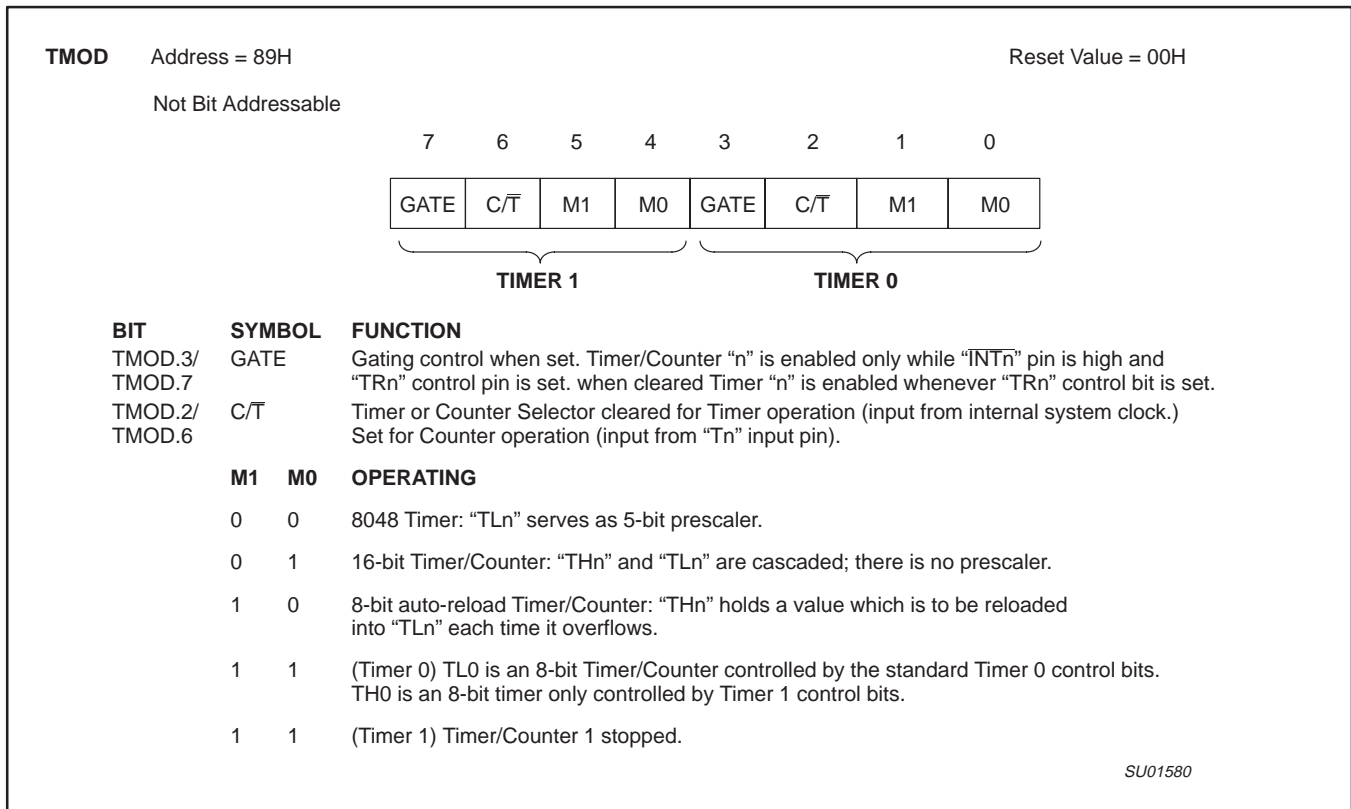 TMOD Address = 89H Reset Value = 00H
Not Bit Addressable
7 6 5 4 3 2 1 0
GATE C/T̅ M1 M0 GATE C/T̅ M1 M0
TIMER 1 TIMER 0
BIT SYMBOL FUNCTION
TMOD.3/ GATE Gating control when set. Timer/Counter “n” is enabled only while “I̅N̅T̅n̅” pin is high and
TMOD.7 “TRn” control pin is set. when cleared Timer “n” is enabled whenever “TRn” control bit is set.
TMOD.2/ C/T̅ Timer or Counter Selector cleared for Timer operation (input from internal system clock.)
TMOD.6 Set for Counter operation (input from “Tn” input pin).
M1 M0 OPERATING
0 0 8048 Timer: “TLn” serves as 5-bit prescaler.
0 1 16-bit Timer/Counter: “THn” and “TLn” are cascaded; there is no prescaler.
1 0 8-bit auto-reload Timer/Counter: “THn” holds a value which is to be reloaded
into “TLn” each time it overflows.
1 1 (Timer 0) TL0 is an 8-bit Timer/Counter controlled by the standard Timer 0 control bits.
TH0 is an 8-bit timer only controlled by Timer 1 control bits.
1 1 (Timer 1) Timer/Counter 1 stopped.
SU01580